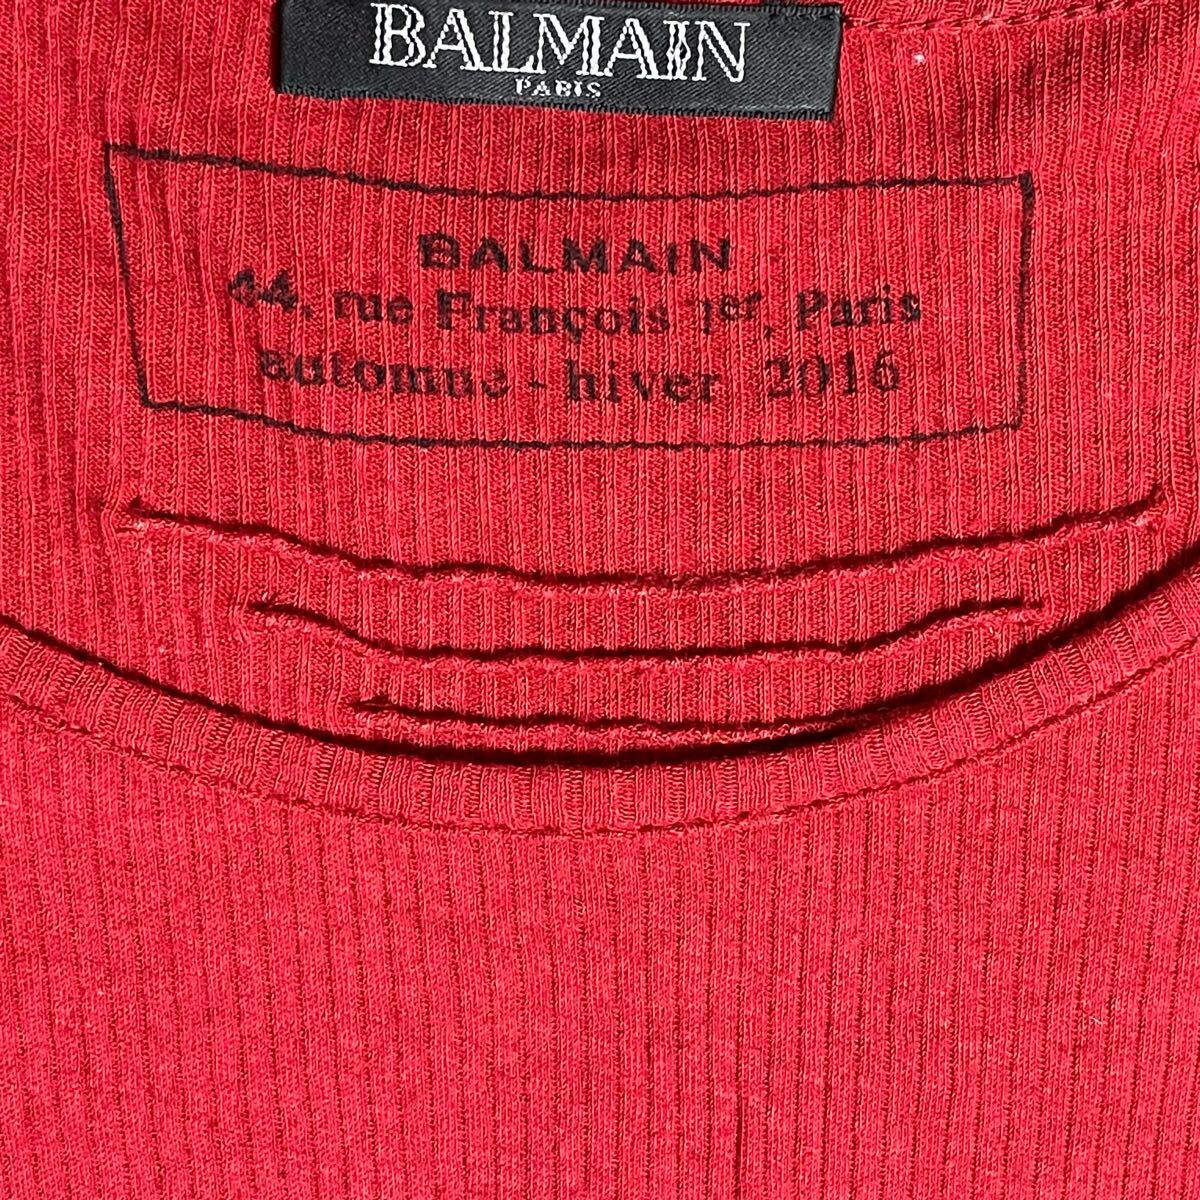 BALMAIN
PARIS
BALMAIN
44, rue François 1er, Paris
automne - hiver 2016